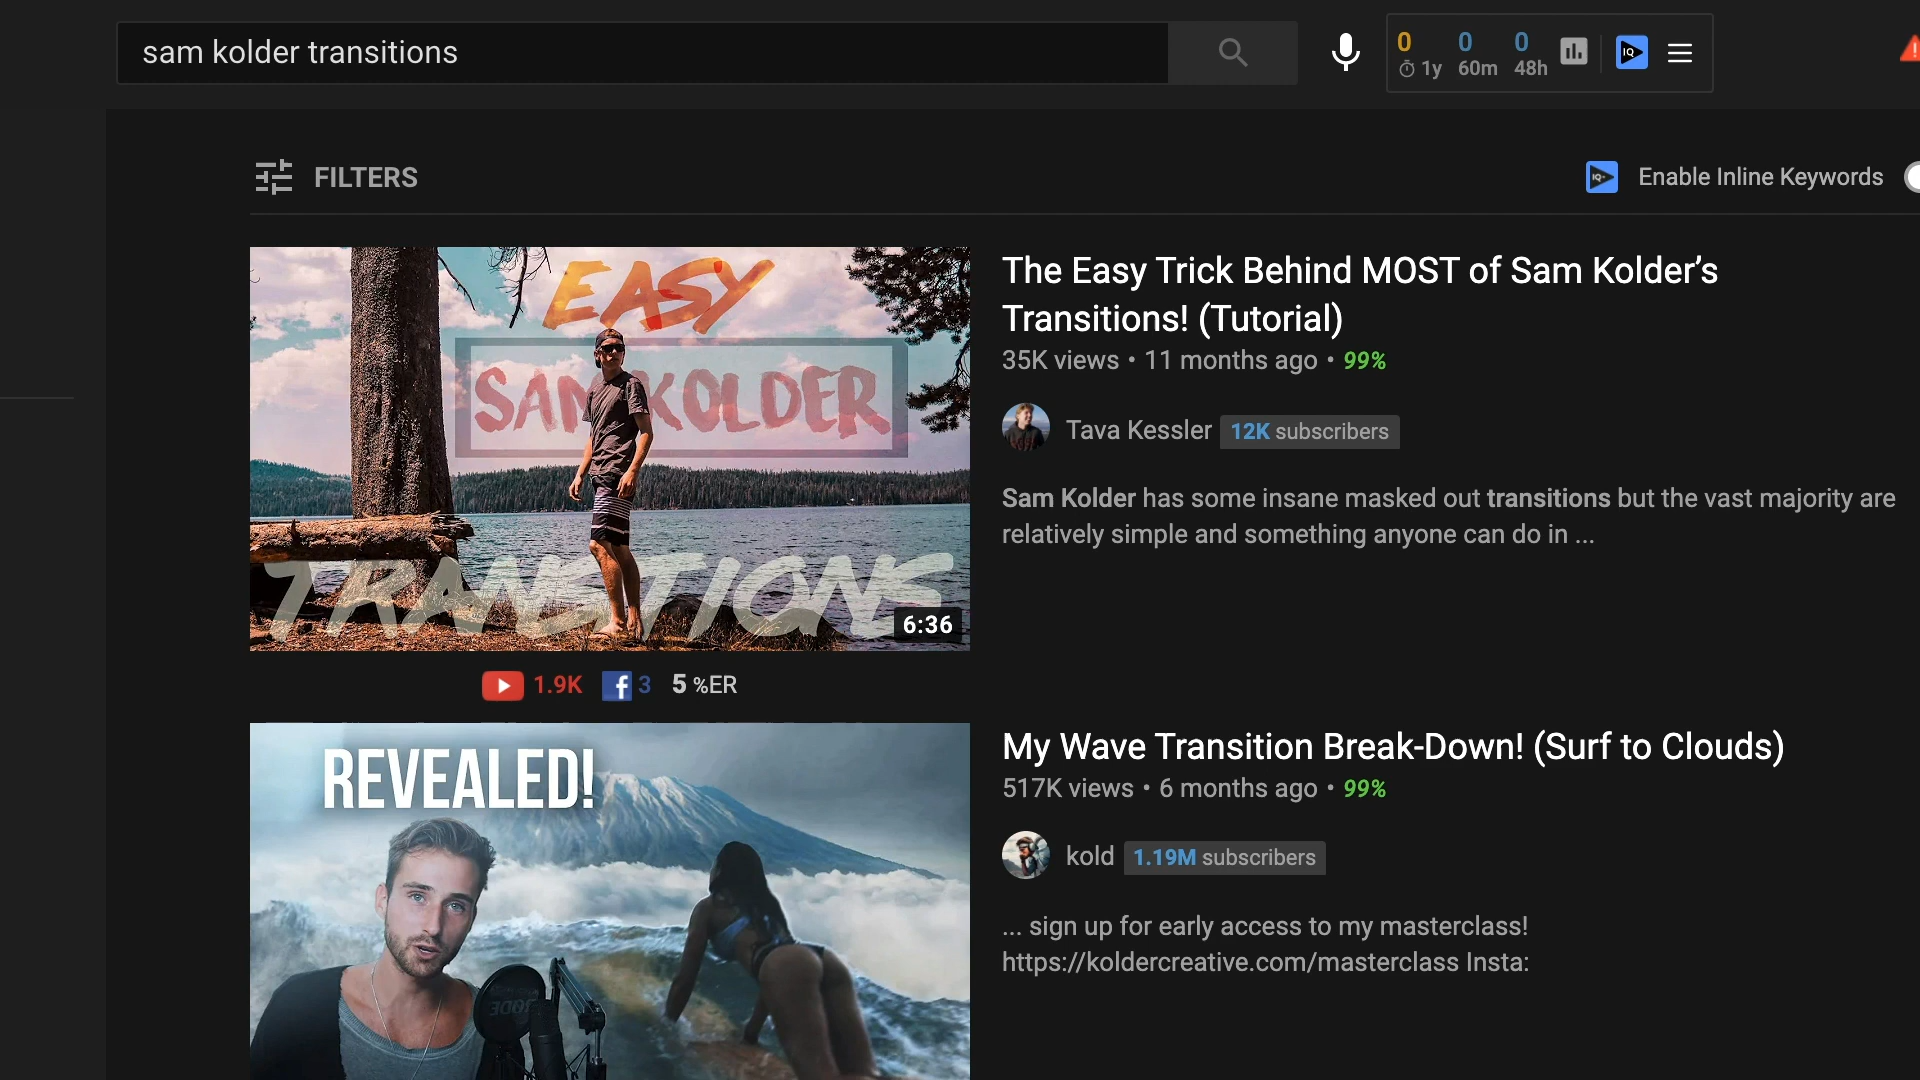 sam kolder transitions
0 0 0
1y 60m 48h
IQ
FILTERS
IQ
Enable Inline Keywords
EASY
SAM KOLDER
TRANSITIONS
6:36
The Easy Trick Behind MOST of Sam Kolder’s
Transitions! (Tutorial)
35K views • 11 months ago • 99%
Tava Kessler 12K subscribers
Sam Kolder has some insane masked out transitions but the vast majority are
relatively simple and something anyone can do in ...
1.9K f 3 5 %ER
REVEALED!
RODE
My Wave Transition Break-Down! (Surf to Clouds)
517K views • 6 months ago • 99%
kold 1.19M subscribers
... sign up for early access to my masterclass!
https://koldercreative.com/masterclass Insta: